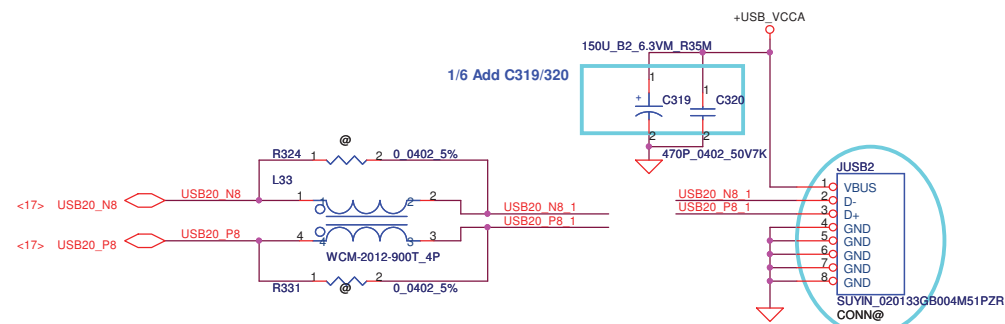 +USB_VCCA
150U_B2_6.3VM_R35M
1/6 Add C319/320
1
1
+
C319
C320
2
2
470P_0402_50V7K
@
R324
1
2
0_0402_5%
L33
<17>
USB20_N8
USB20_N8
1
1
2
2
USB20_N8_1
USB20_P8_1
<17>
USB20_P8
USB20_P8
4
4
3
3
WCM-2012-900T_4P
R331
1
@
2
0_0402_5%
JUSB2
1
VBUS
USB20_N8_1
2
D-
USB20_P8_1
3
D+
4
GND
5
GND
6
GND
7
GND
8
GND
SUYIN_020133GB004M51PZR
CONN@